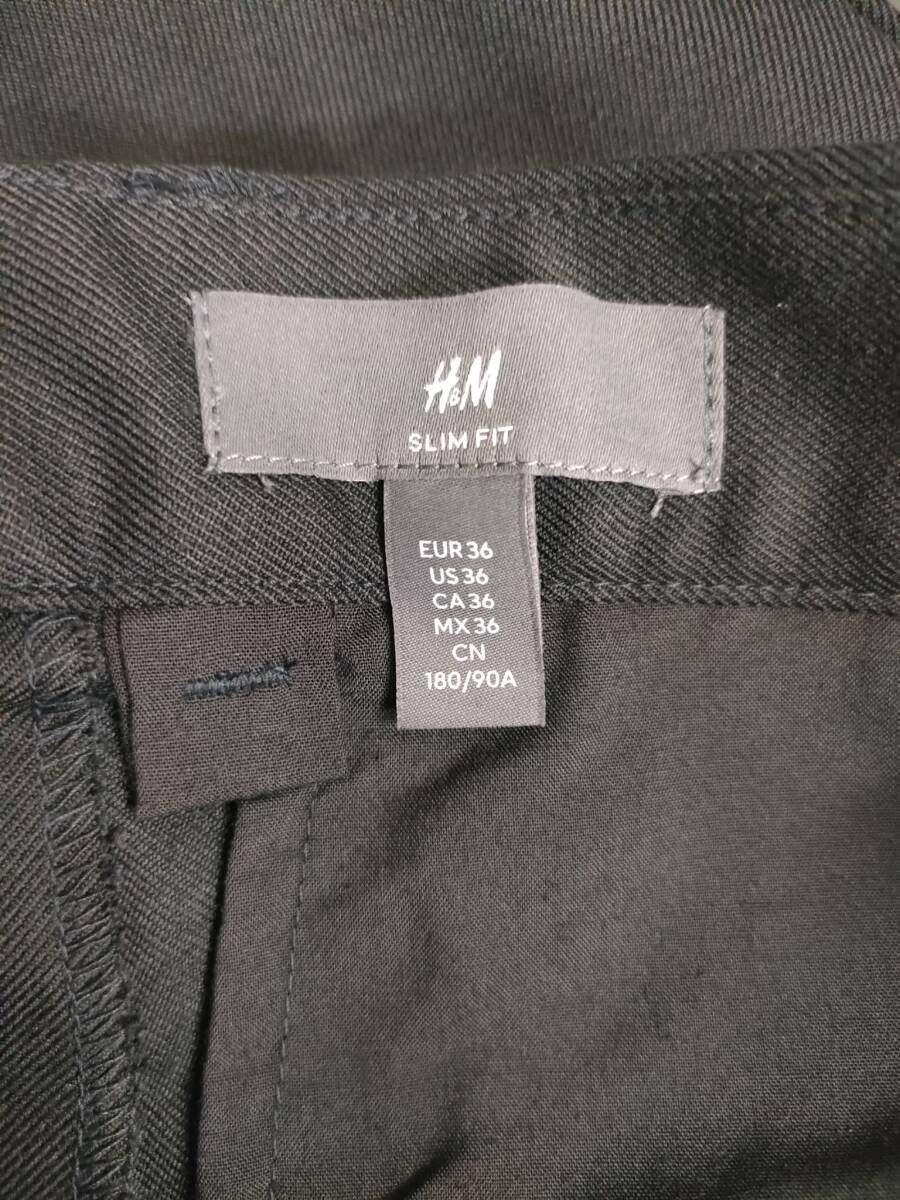 H&M
SLIM FIT
EUR 36
US 36
CA 36
MX 36
CN
180/90A